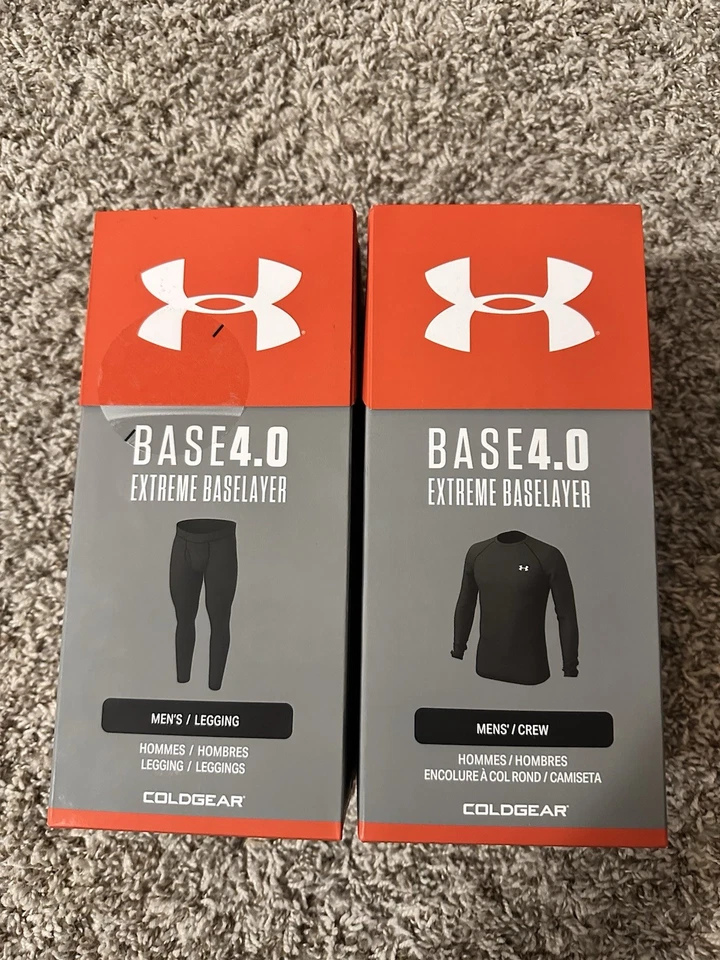 BASE4.0
EXTREME BASELAYER
MEN'S / LEGGING
HOMMES / HOMBRES
LEGGING / LEGGINGS
COLDGEAR®
BASE4.0
EXTREME BASELAYER
MENS' / CREW
HOMMES / HOMBRES
ENCOLURE À COL ROND / CAMISETA
COLDGEAR®